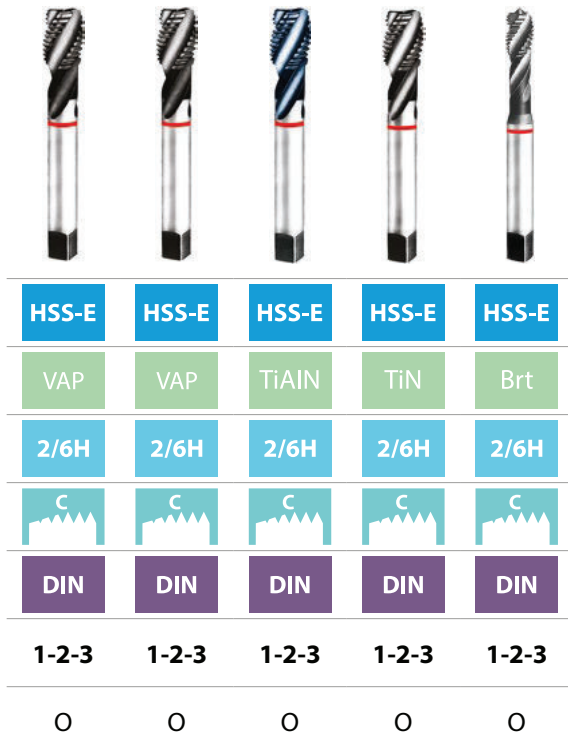 HSS-E HSS-E HSS-E HSS-E HSS-E
VAP VAP TiAlN TiN Brt
2/6H 2/6H 2/6H 2/6H 2/6H
C C C C C
DIN DIN DIN DIN DIN
1-2-3 1-2-3 1-2-3 1-2-3 1-2-3
O O O O O